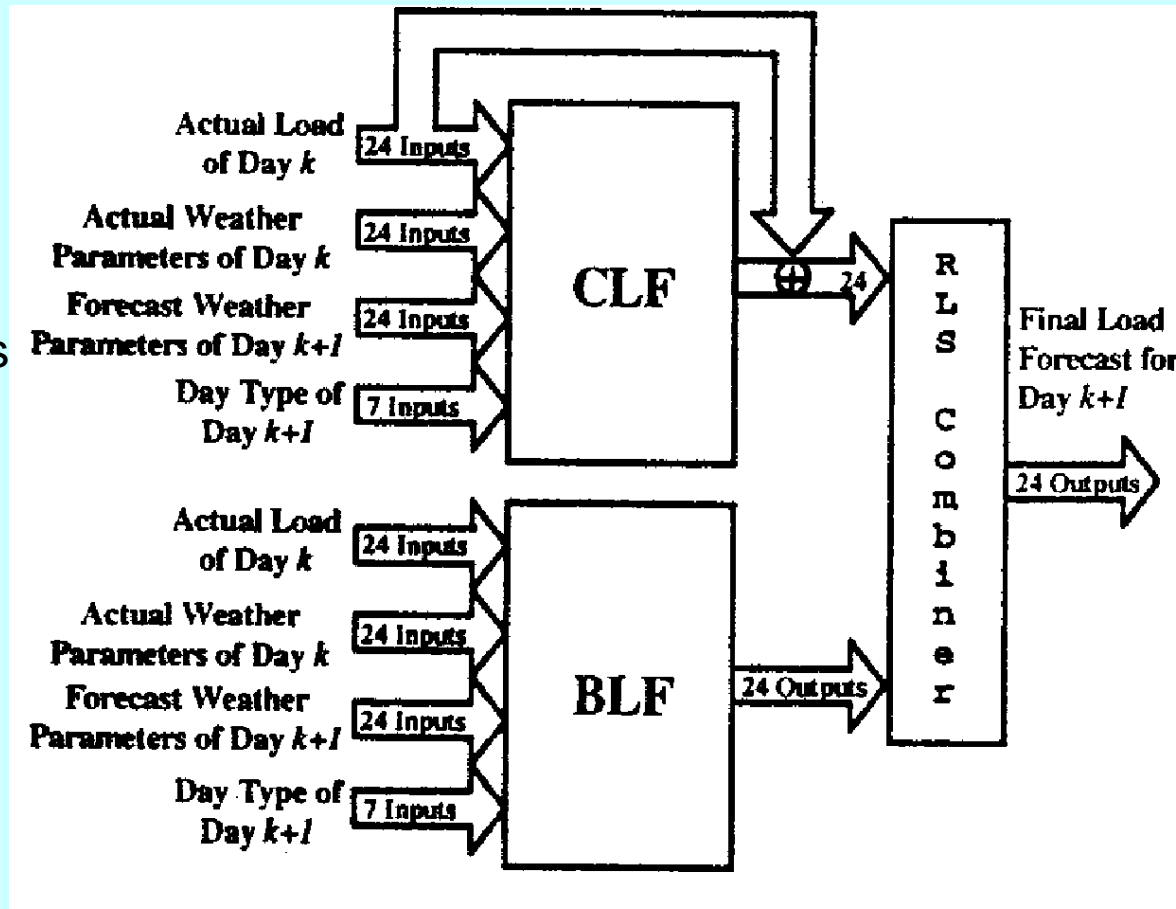 Actual Load
of Day k
24 Inputs
Actual Weather
Parameters of Day k
24 Inputs
Forecast Weather
Parameters of Day k+1
24 Inputs
s
Day Type of
Day k+1
7 Inputs
CLF
+
24
Actual Load
of Day k
24 Inputs
Actual Weather
Parameters of Day k
24 Inputs
Forecast Weather
Parameters of Day k+1
24 Inputs
Day Type of
Day k+1
7 Inputs
BLF
24 Outputs
RLS Combiner
Final Load
Forecast for
Day k+1
24 Outputs